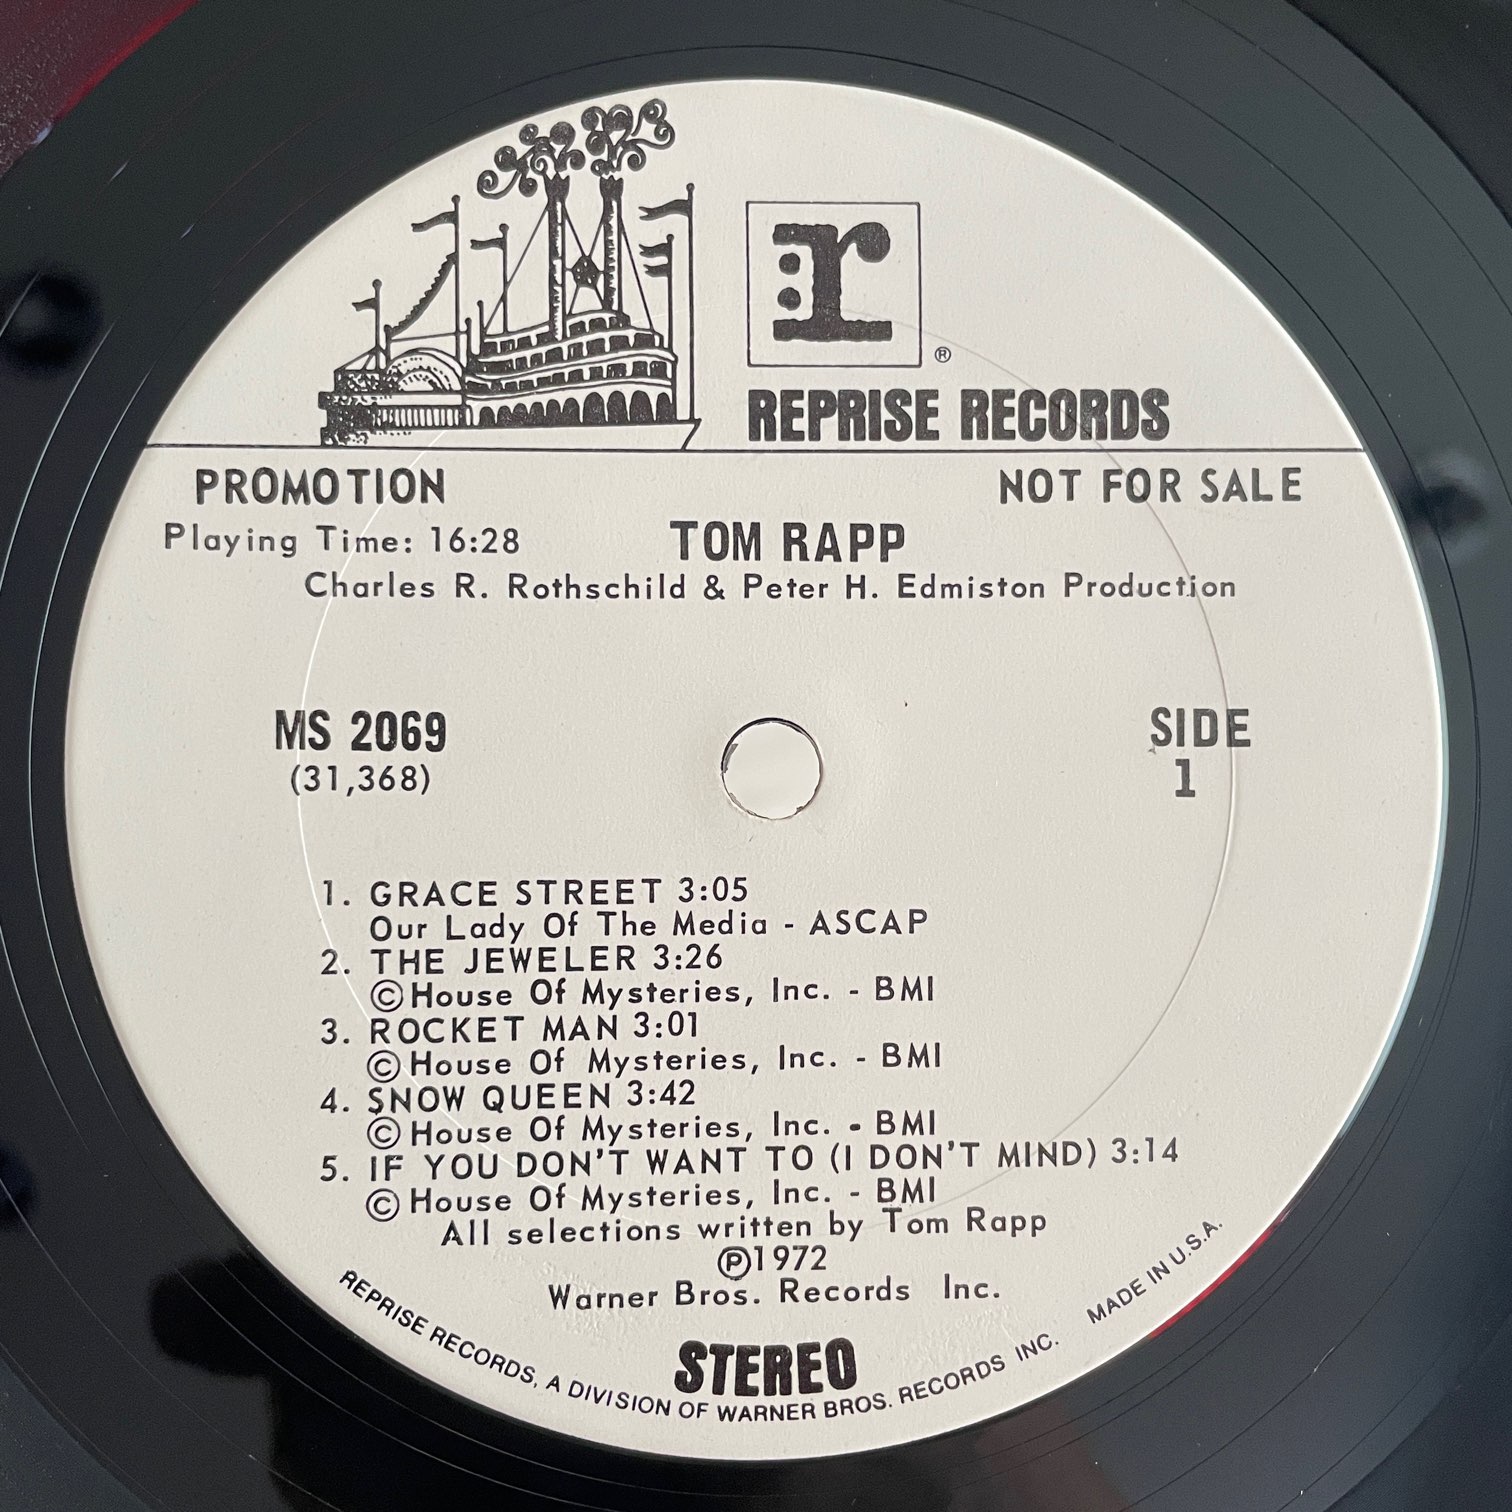 r
®
REPRISE RECORDS
PROMOTION NOT FOR SALE
Playing Time: 16:28 TOM RAPP
Charles R. Rothschild & Peter H. Edmiston Production
MS 2069 SIDE
(31,368) 1
1. GRACE STREET 3:05
Our Lady Of The Media - ASCAP
2. THE JEWELER 3:26
©House Of Mysteries, Inc. - BMI
3. ROCKET MAN 3:01
©House Of Mysteries, Inc. - BMI
4. SNOW QUEEN 3:42
©House Of Mysteries, Inc. - BMI
5. IF YOU DON'T WANT TO (I DON'T MIND) 3:14
©House Of Mysteries, Inc. - BMI
All selections written by Tom Rapp
℗1972
Warner Bros. Records Inc.
STEREO
REPRISE RECORDS, A DIVISION OF WARNER BROS. RECORDS INC. MADE IN U.S.A.